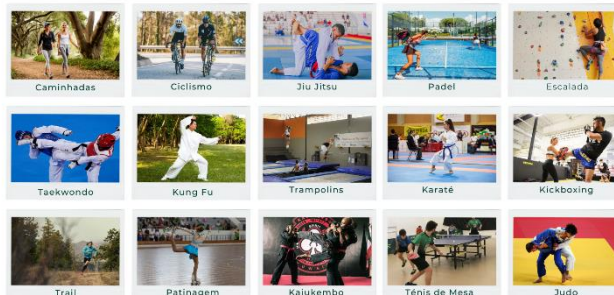 Caminhadas
Ciclismo
Jiu Jitsu
Padel
Escalada
Taekwondo
Kung Fu
Trampolins
Karaté
Kickboxing
Trail
Patinagem
Kajukembo
Ténis de Mesa
Judo